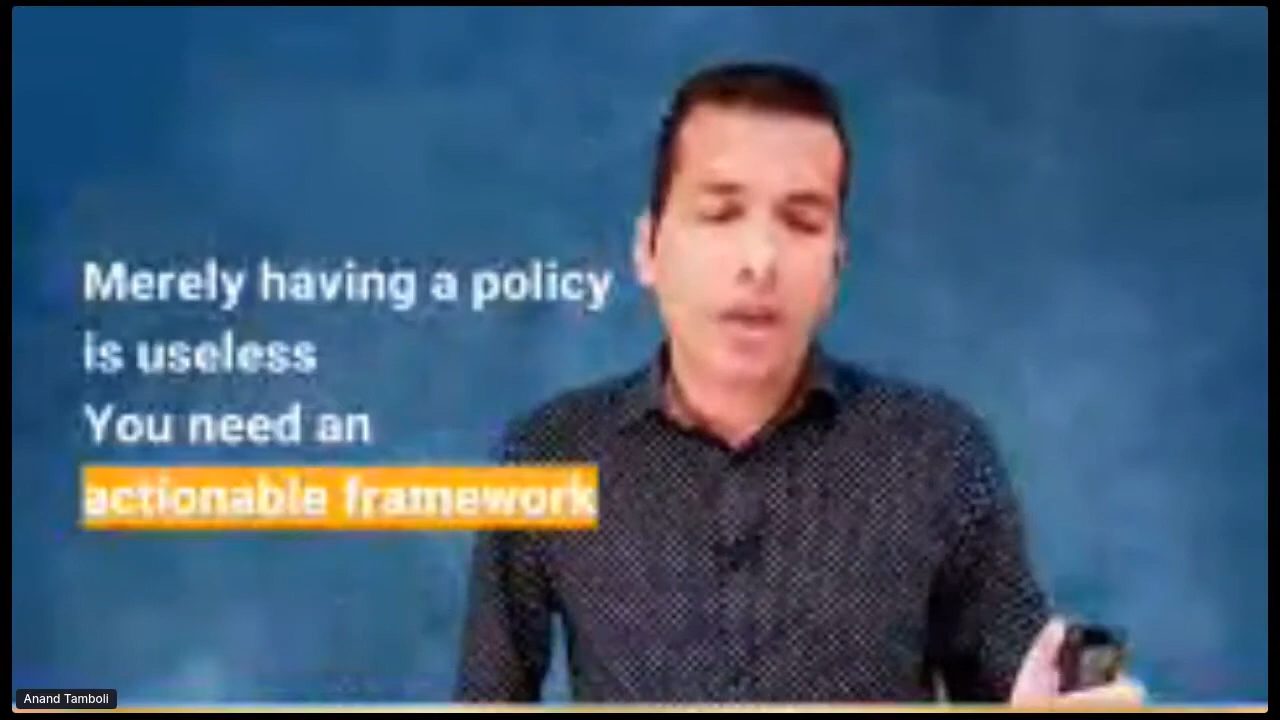 Merely having a policy
is useless
You need an
actionable framework
Anand Tamboli